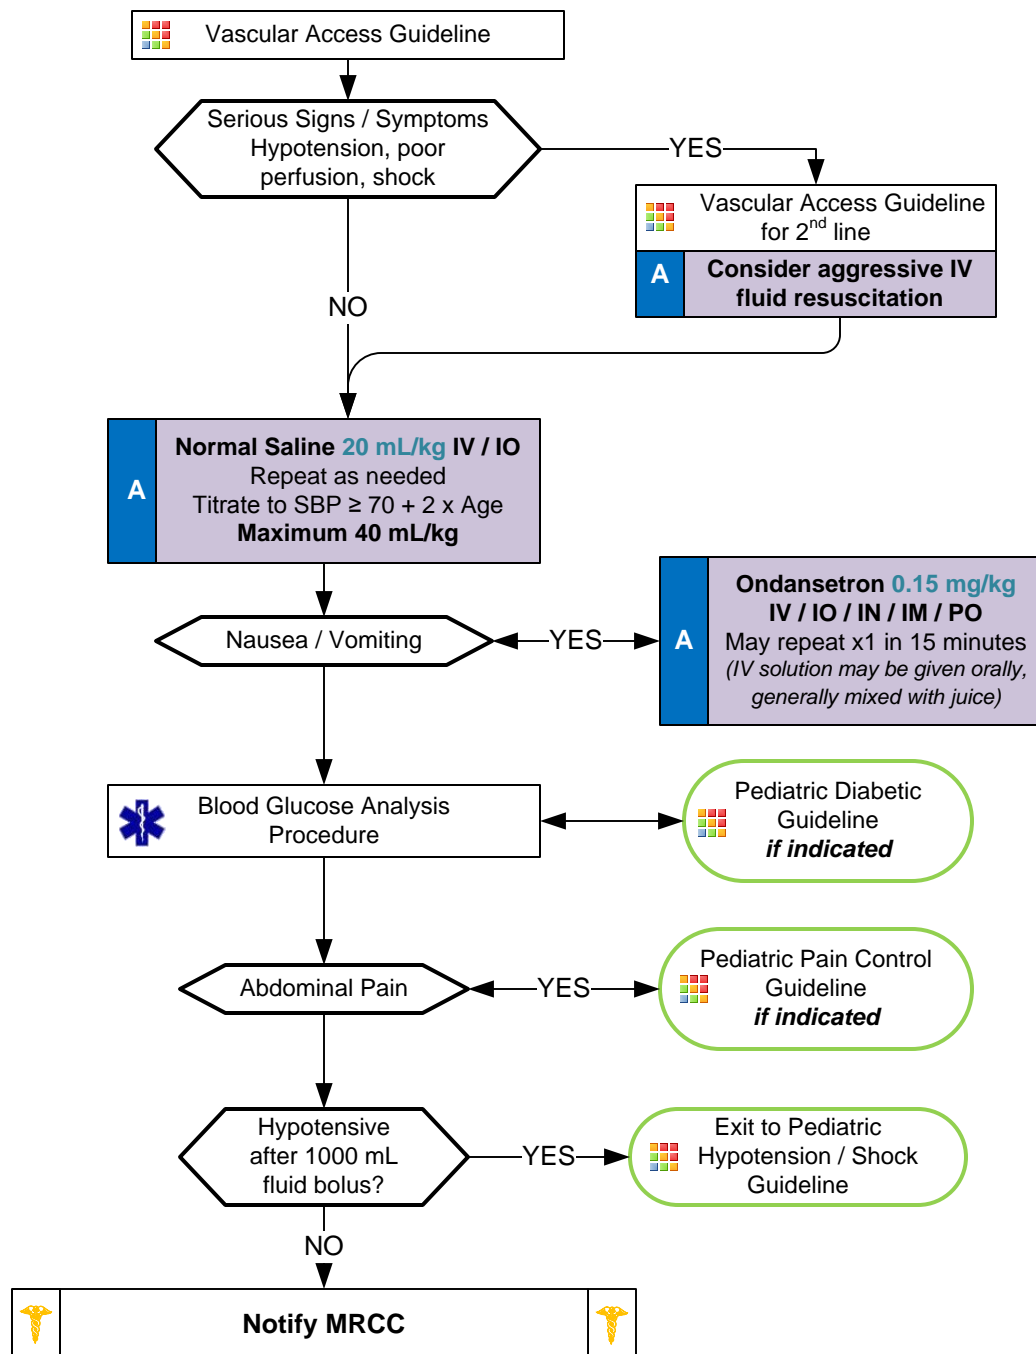 Vascular Access Guideline
Serious Signs / Symptoms
Hypotension, poor
perfusion, shock
YES
Vascular Access Guideline
for 2nd line
A
Consider aggressive IV
fluid resuscitation
NO
A
Normal Saline 20 mL/kg IV / IO
Repeat as needed
Titrate to SBP ≥ 70 + 2 x Age
Maximum 40 mL/kg
Nausea / Vomiting
YES
A
Ondansetron 0.15 mg/kg
IV / IO / IN / IM / PO
May repeat x1 in 15 minutes
(IV solution may be given orally,
generally mixed with juice)
Blood Glucose Analysis
Procedure
Pediatric Diabetic
Guideline
if indicated
Abdominal Pain
YES
Pediatric Pain Control
Guideline
if indicated
Hypotensive
after 1000 mL
fluid bolus?
YES
Exit to Pediatric
Hypotension / Shock
Guideline
NO
Notify MRCC